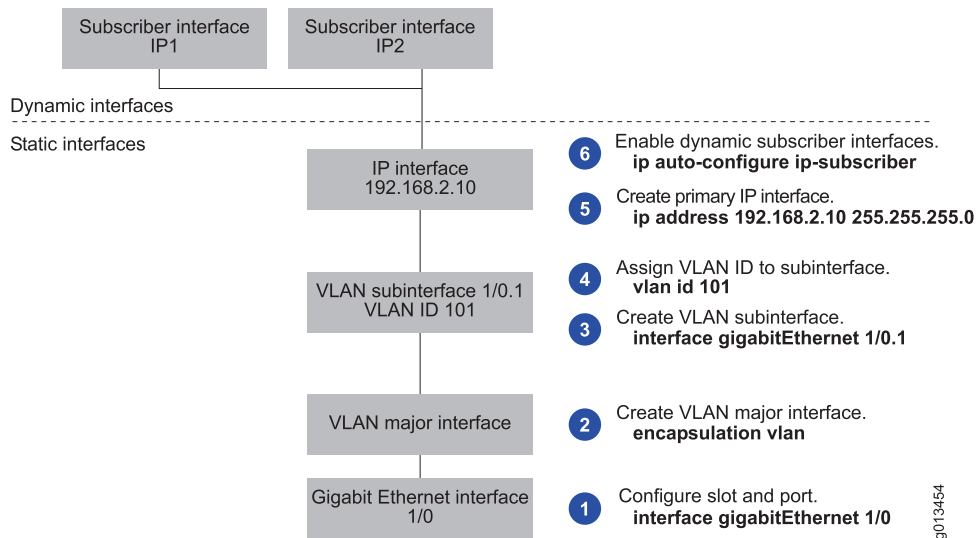 Subscriber interface
IP1
Subscriber interface
IP2
Dynamic interfaces
Static interfaces
IP interface
192.168.2.10
6
Enable dynamic subscriber interfaces.
ip auto-configure ip-subscriber
5
Create primary IP interface.
ip address 192.168.2.10 255.255.255.0
VLAN subinterface 1/0.1
VLAN ID 101
4
Assign VLAN ID to subinterface.
vlan id 101
3
Create VLAN subinterface.
interface gigabitEthernet 1/0.1
VLAN major interface
2
Create VLAN major interface.
encapsulation vlan
Gigabit Ethernet interface
1/0
1
Configure slot and port.
interface gigabitEthernet 1/0
g013454